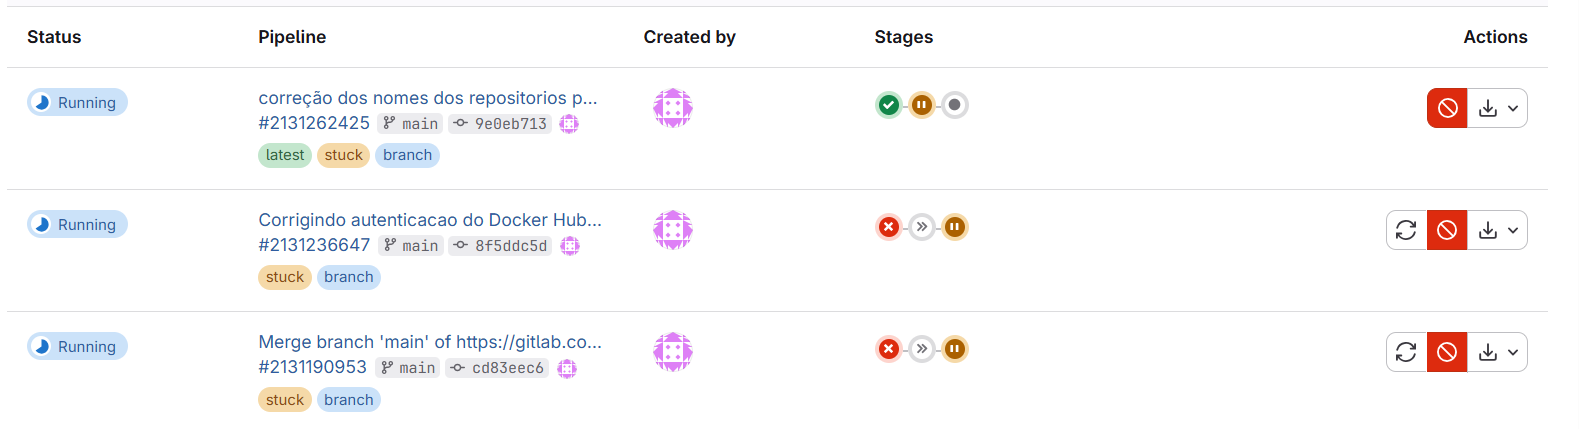 Status Pipeline Created by Stages Actions
Running correção dos nomes dos repositorios p...
#2131262425 main 9e0eb713
latest stuck branch
Running Corrigindo autenticacao do Docker Hub...
#2131236647 main 8f5ddc5d
stuck branch
Running Merge branch 'main' of https://gitlab.co...
#2131190953 main cd83eec6
stuck branch